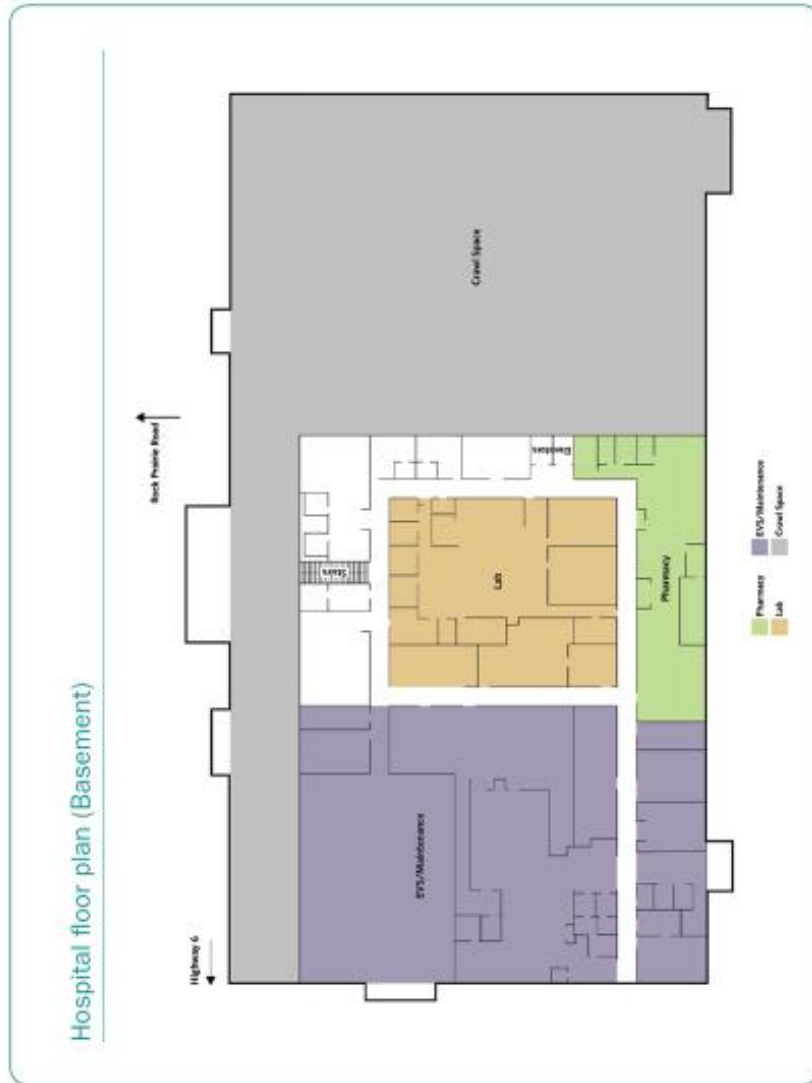 Hospital floor plan (Basement)
Highway 6
Rock Prairie Road
EVS/Maintenance
Stairs
Lab
Crawl Space
Elevators
Pharmacy
Pharmacy
Lab
EVS/Maintenance
Crawl Space